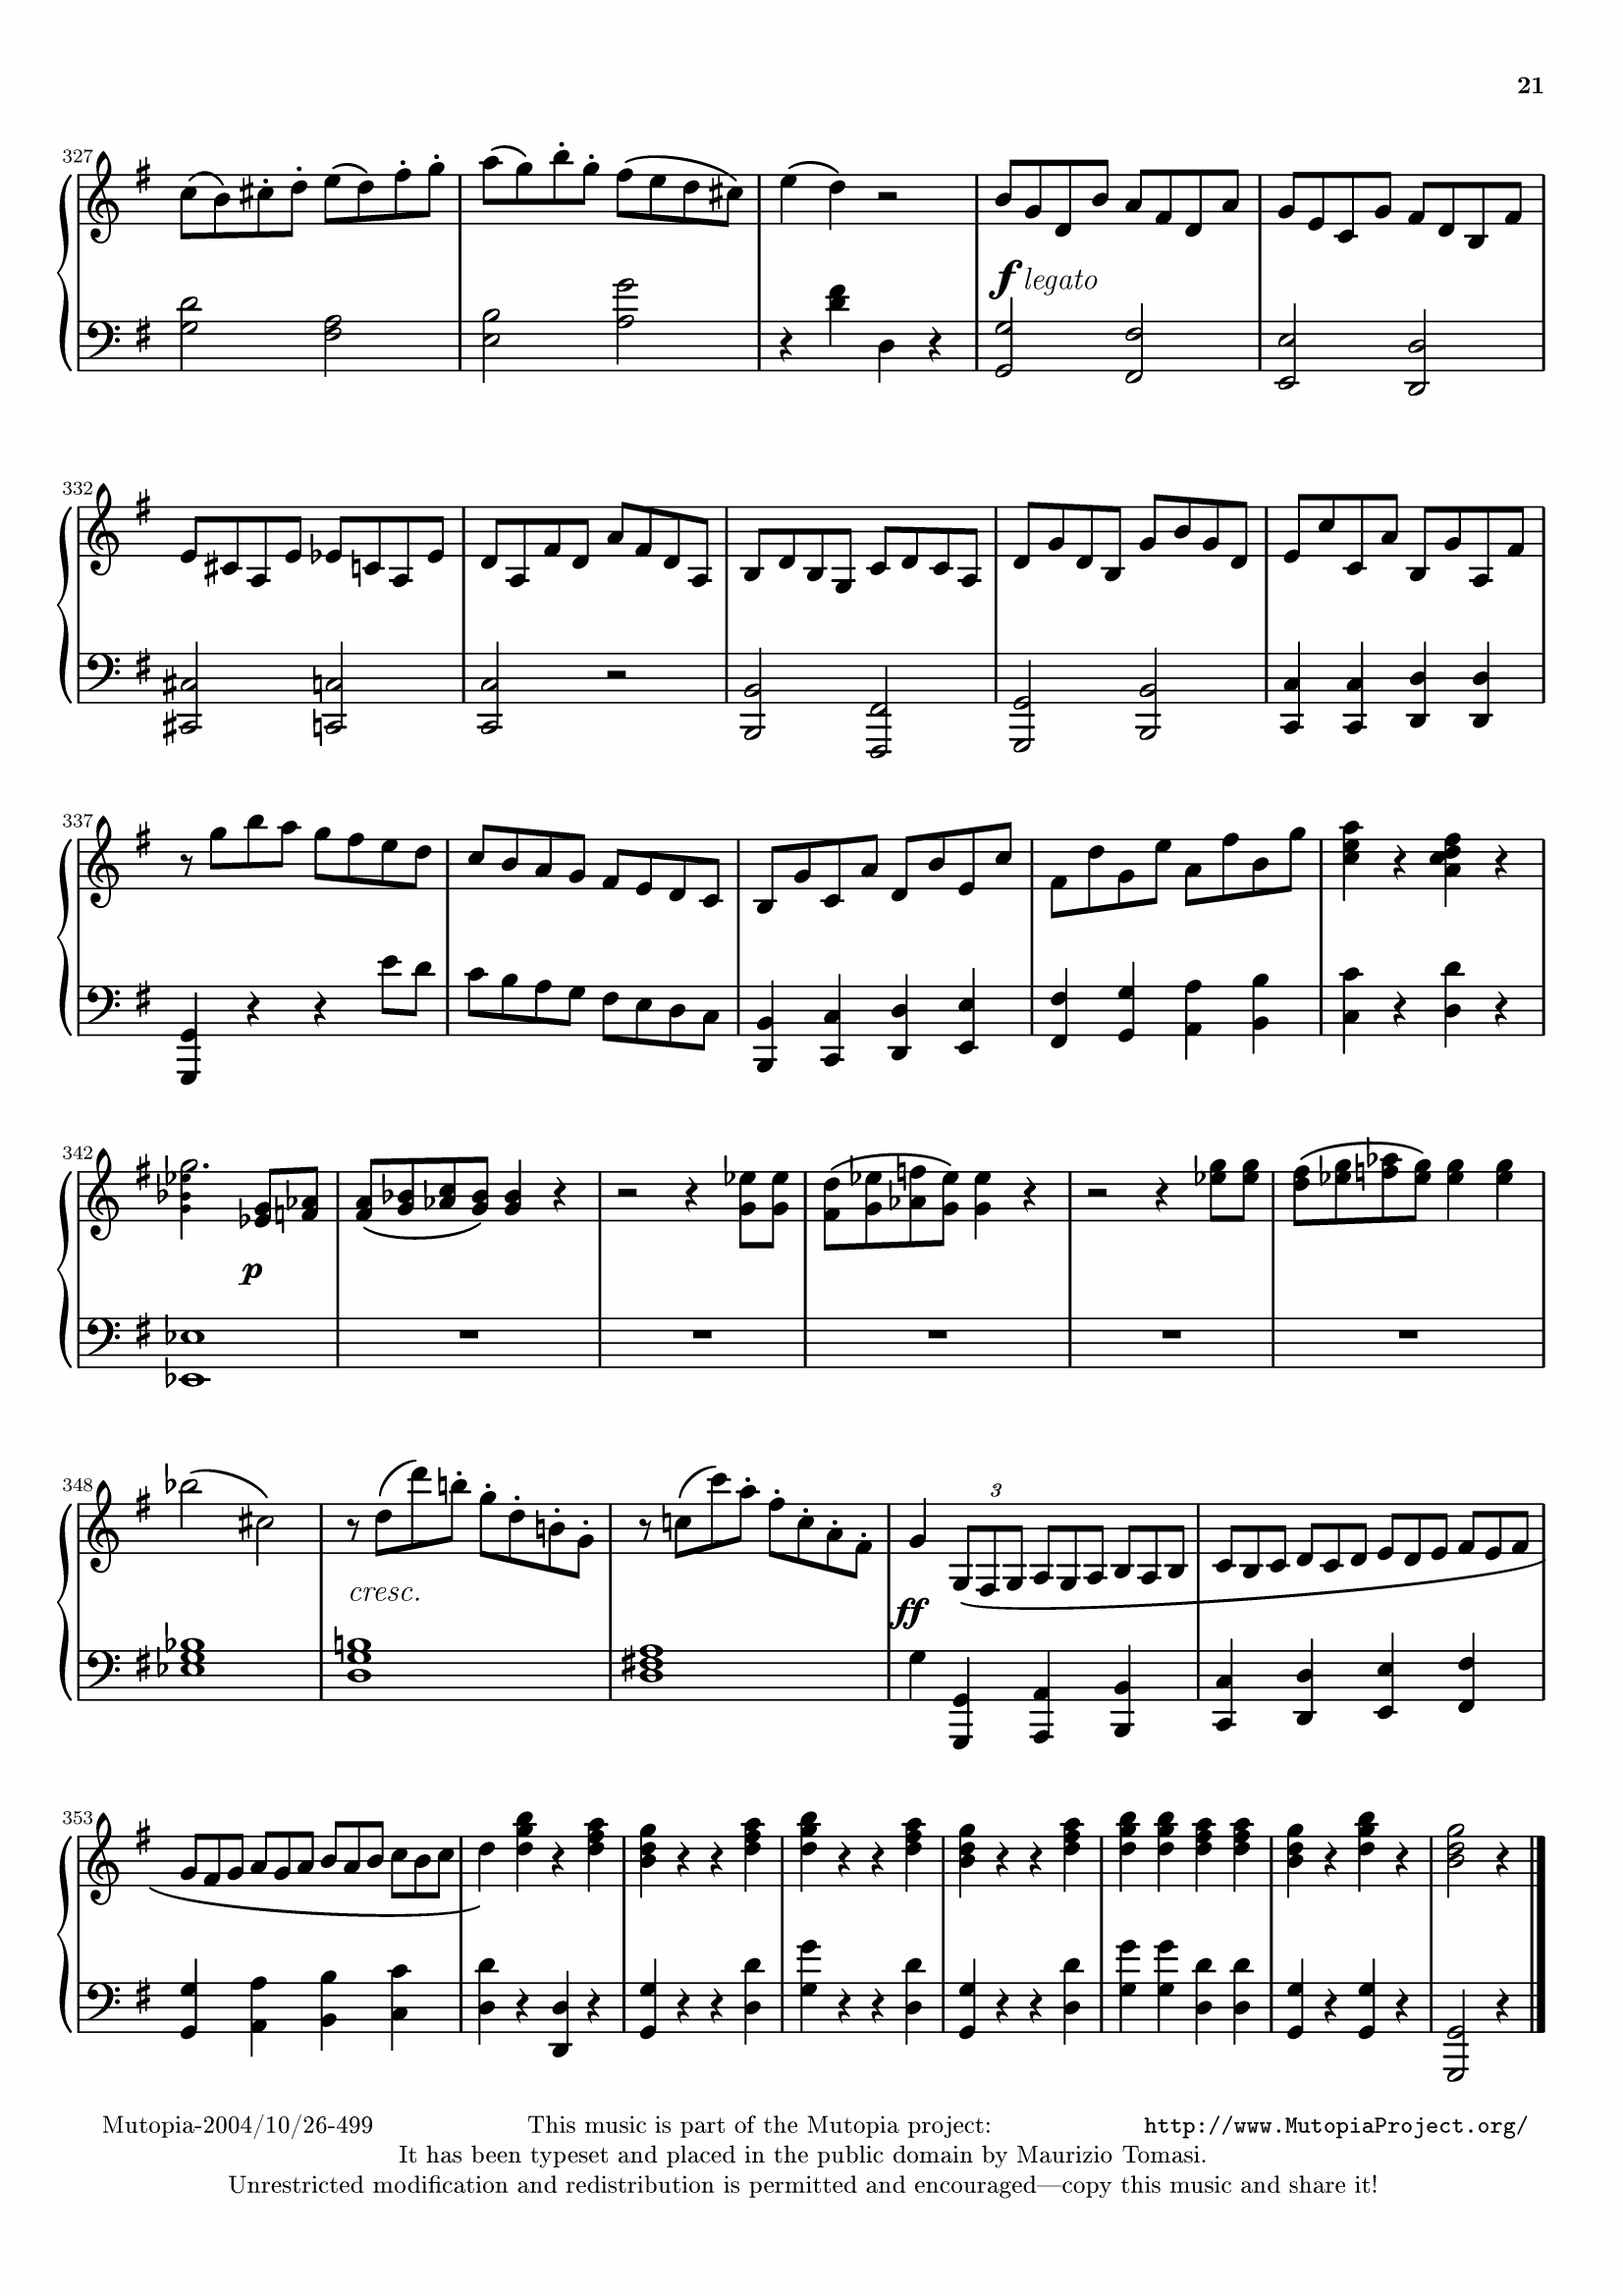 21
327
f legato
332
337
342
p
348
cresc.
3
ff
353
Mutopia-2004/10/26-499 This music is part of the Mutopia project: http://www.MutopiaProject.org/
It has been typeset and placed in the public domain by Maurizio Tomasi.
Unrestricted modification and redistribution is permitted and encouraged—copy this music and share it!